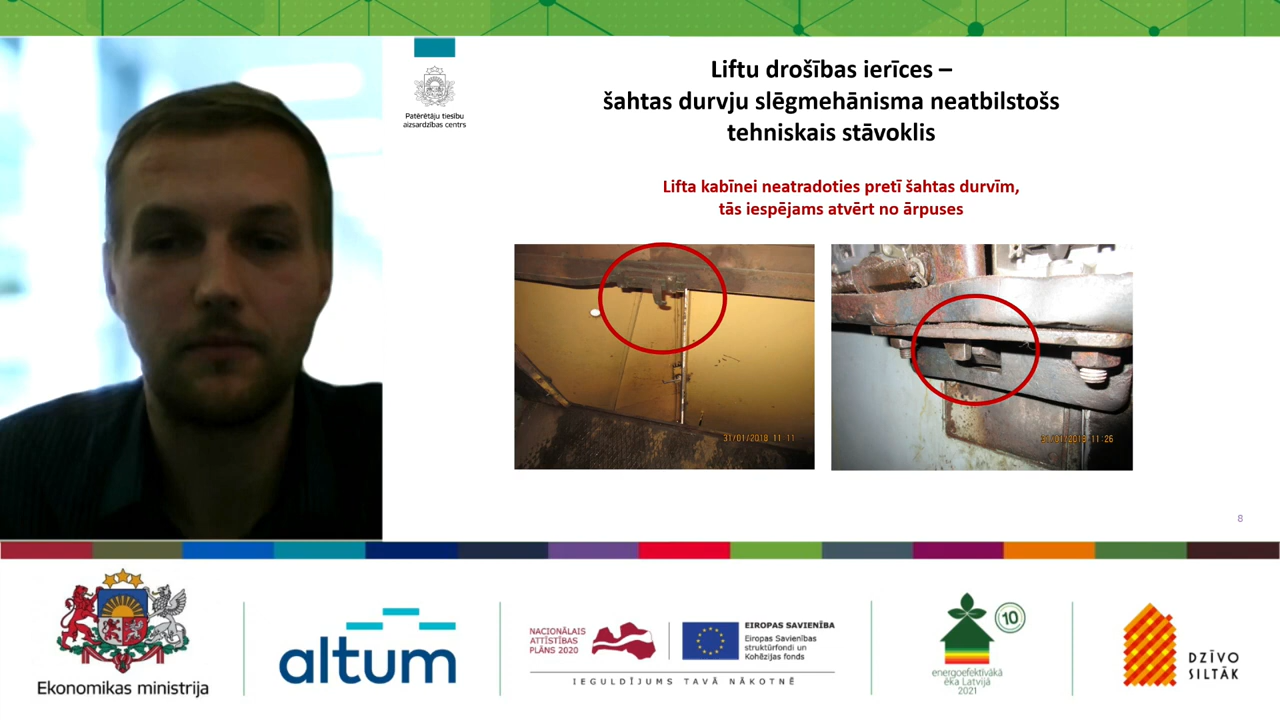 Patērētāju tiesību
aizsardzības centrs
Liftu drošības ierīces –
šahtas durvju slēgmehānisma neatbilstošs
tehniskais stāvoklis
Lifta kabīnei neatradoties pretī šahtas durvīm,
tās iespējams atvērt no ārpuses
31/01/2018 11 11
31/01/2018 11 26
8
Ekonomikas ministrija
altum
NACIONĀLAIS
ATTĪSTĪBAS
PLĀNS 2020
EIROPAS SAVIENĪBA
Eiropas Savienības
struktūrfondi un
Kohēzijas fonds
IEGULDĪJUMS TAVĀ NĀKOTNĒ
10
energoefektīvākā
ēka Latvijā
2021
DZĪVO
SILTĀK